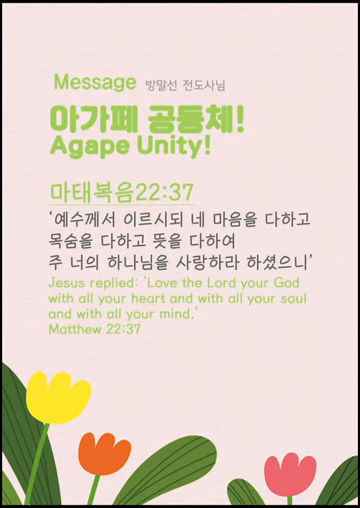 Message 방말선 전도사님
아가페 공동체!
Agape Unity!
마태복음22:37
‘예수께서 이르시되 네 마음을 다하고
목숨을 다하고 뜻을 다하여
주 너의 하나님을 사랑하라 하셨으니’
Jesus replied: ‘Love the Lord your God
with all your heart and with all your soul
and with all your mind.’
Matthew 22:37